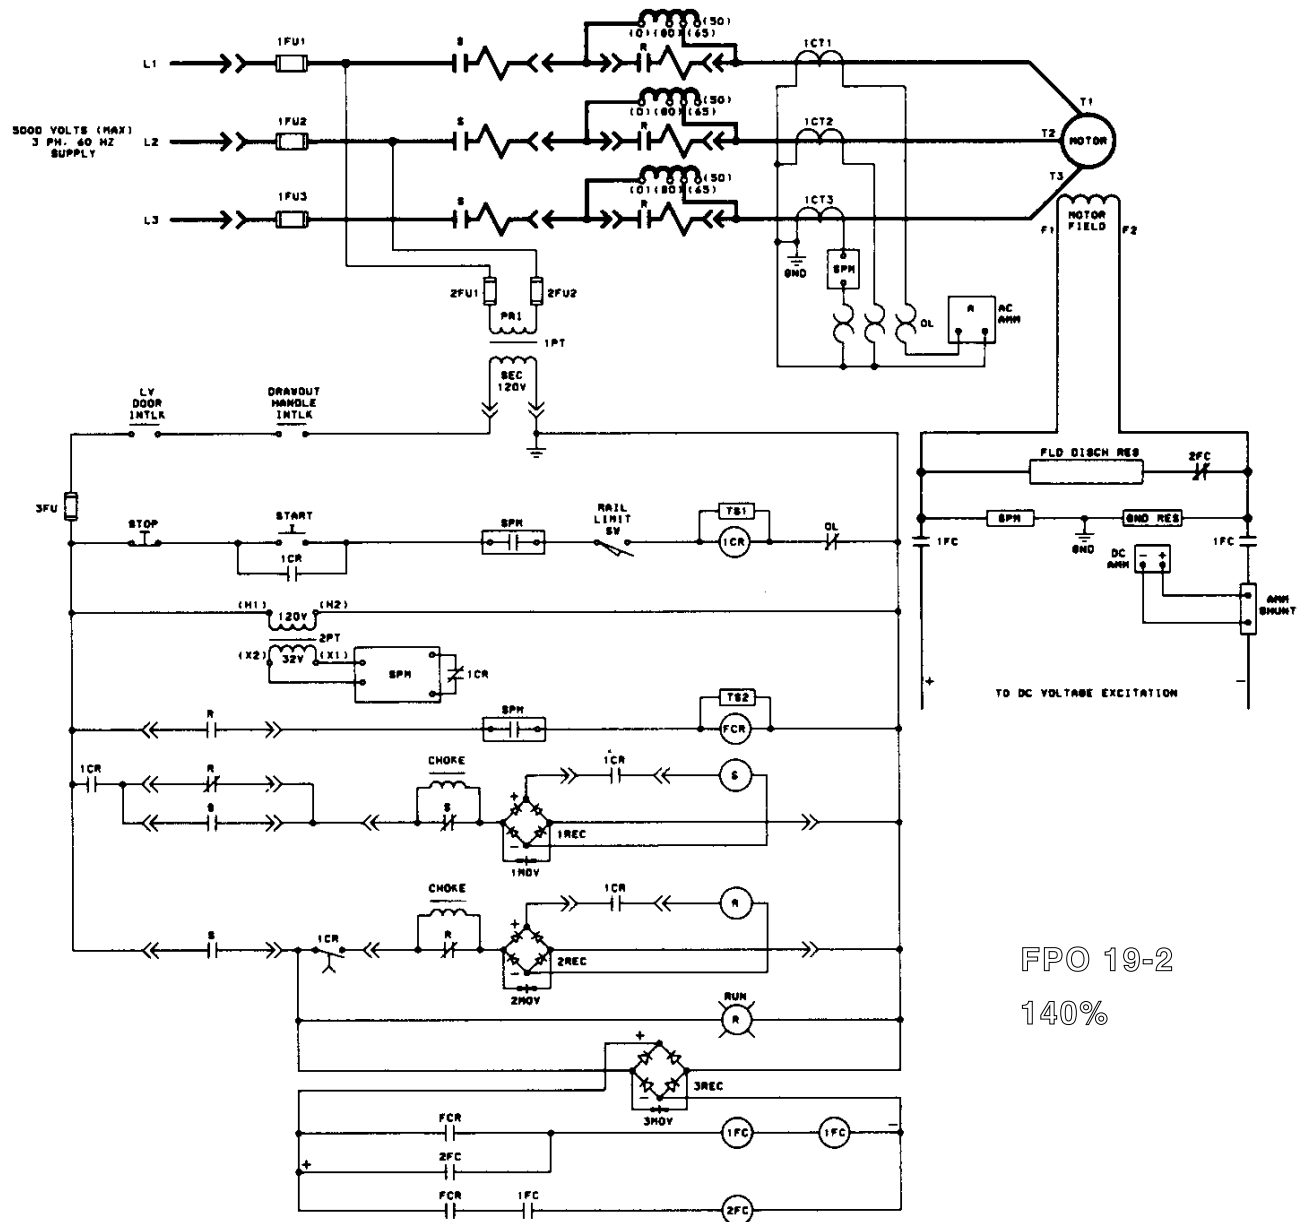 (50)
(0)(80)(65)
L1
1FU1
S
R
1CT1
T1
5000 VOLTS (MAX)
3 PH. 60 HZ
SUPPLY
L2
1FU2
S
(50)
(0)(80)(65)
R
1CT2
T2
MOTOR
T3
L3
1FU3
S
(50)
(0)(80)(65)
R
1CT3
MOTOR
FIELD
F1
F2
GND
SPM
2FU1
2FU2
PRI
1PT
SEC
120V
OL
A
AC
AMM
LV
DOOR
INTLK
DRAWOUT
HANDLE
INTLK
FLD DISCH RES
2FC
3FU
STOP
START
1CR
SPM
RAIL
LIMIT
SW
TS1
1CR
OL
SPM
GND
GND RES
1FC
1FC
DC
AMM
- +
AMM
SHUNT
(H1)
120V
(H2)
2PT
(X2)
32V
(X1)
SPM
1CR
+
TO DC VOLTAGE EXCITATION
-
R
SPM
TS2
FCR
1CR
R
CHOKE
1CR
S
S
S
+
-
1REC
1MOV
CHOKE
1CR
R
S
1CR
R
+
-
2REC
2MOV
RUN
R
FPO 19-2
140%
+
-
3REC
3MOV
FCR
1FC
1FC
-
+
2FC
FCR
1FC
2FC